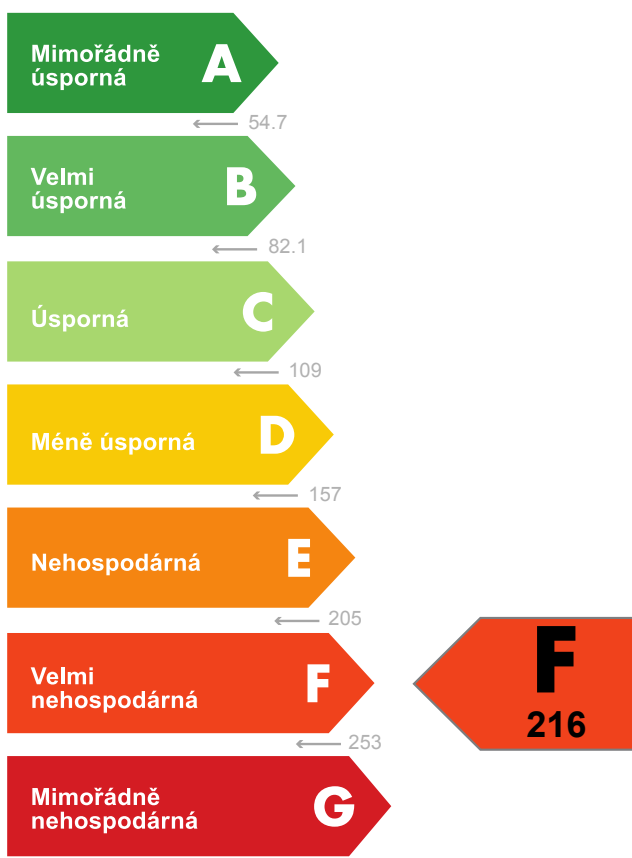 Mimořádně
úsporná
A
54.7
Velmi
úsporná
B
82.1
Úsporná
C
109
Méně úsporná
D
157
Nehospodárná
E
205
Velmi
nehospodárná
F
253
Mimořádně
nehospodárná
G
F
216